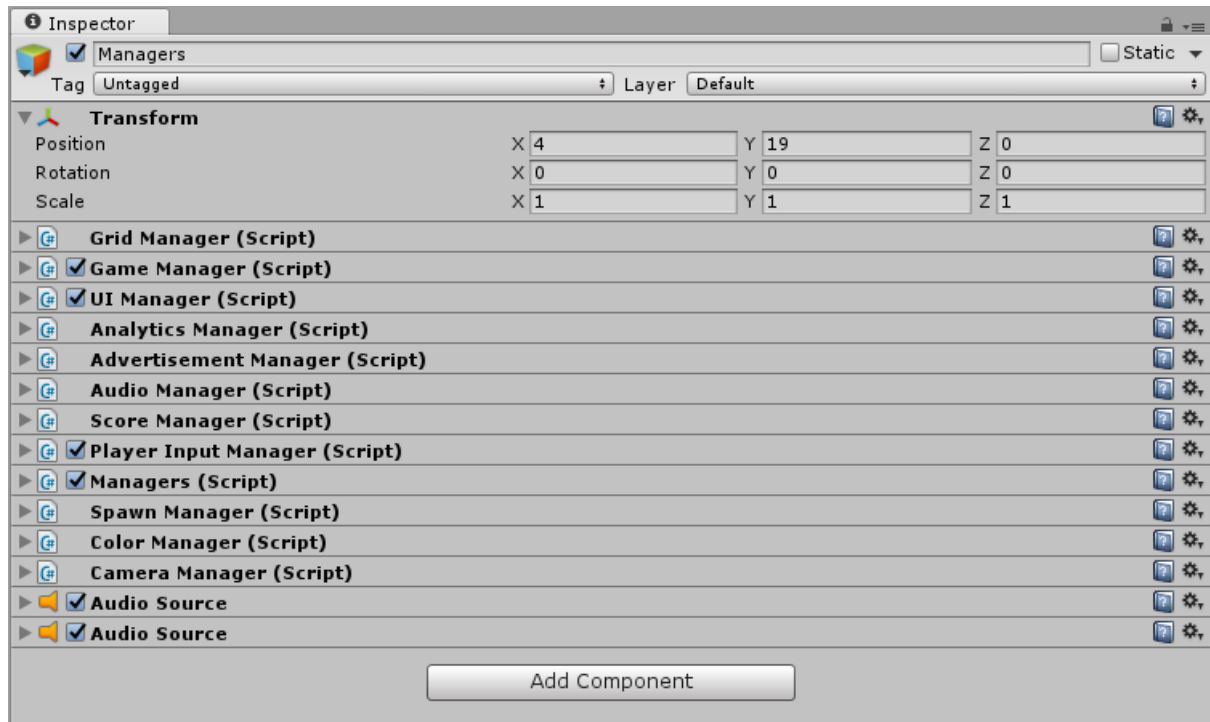 Inspector
Managers Static
Tag Untagged Layer Default
Transform
Position X 4 Y 19 Z 0
Rotation X 0 Y 0 Z 0
Scale X 1 Y 1 Z 1
Grid Manager (Script)
Game Manager (Script)
UI Manager (Script)
Analytics Manager (Script)
Advertisement Manager (Script)
Audio Manager (Script)
Score Manager (Script)
Player Input Manager (Script)
Managers (Script)
Spawn Manager (Script)
Color Manager (Script)
Camera Manager (Script)
Audio Source
Audio Source
Add Component